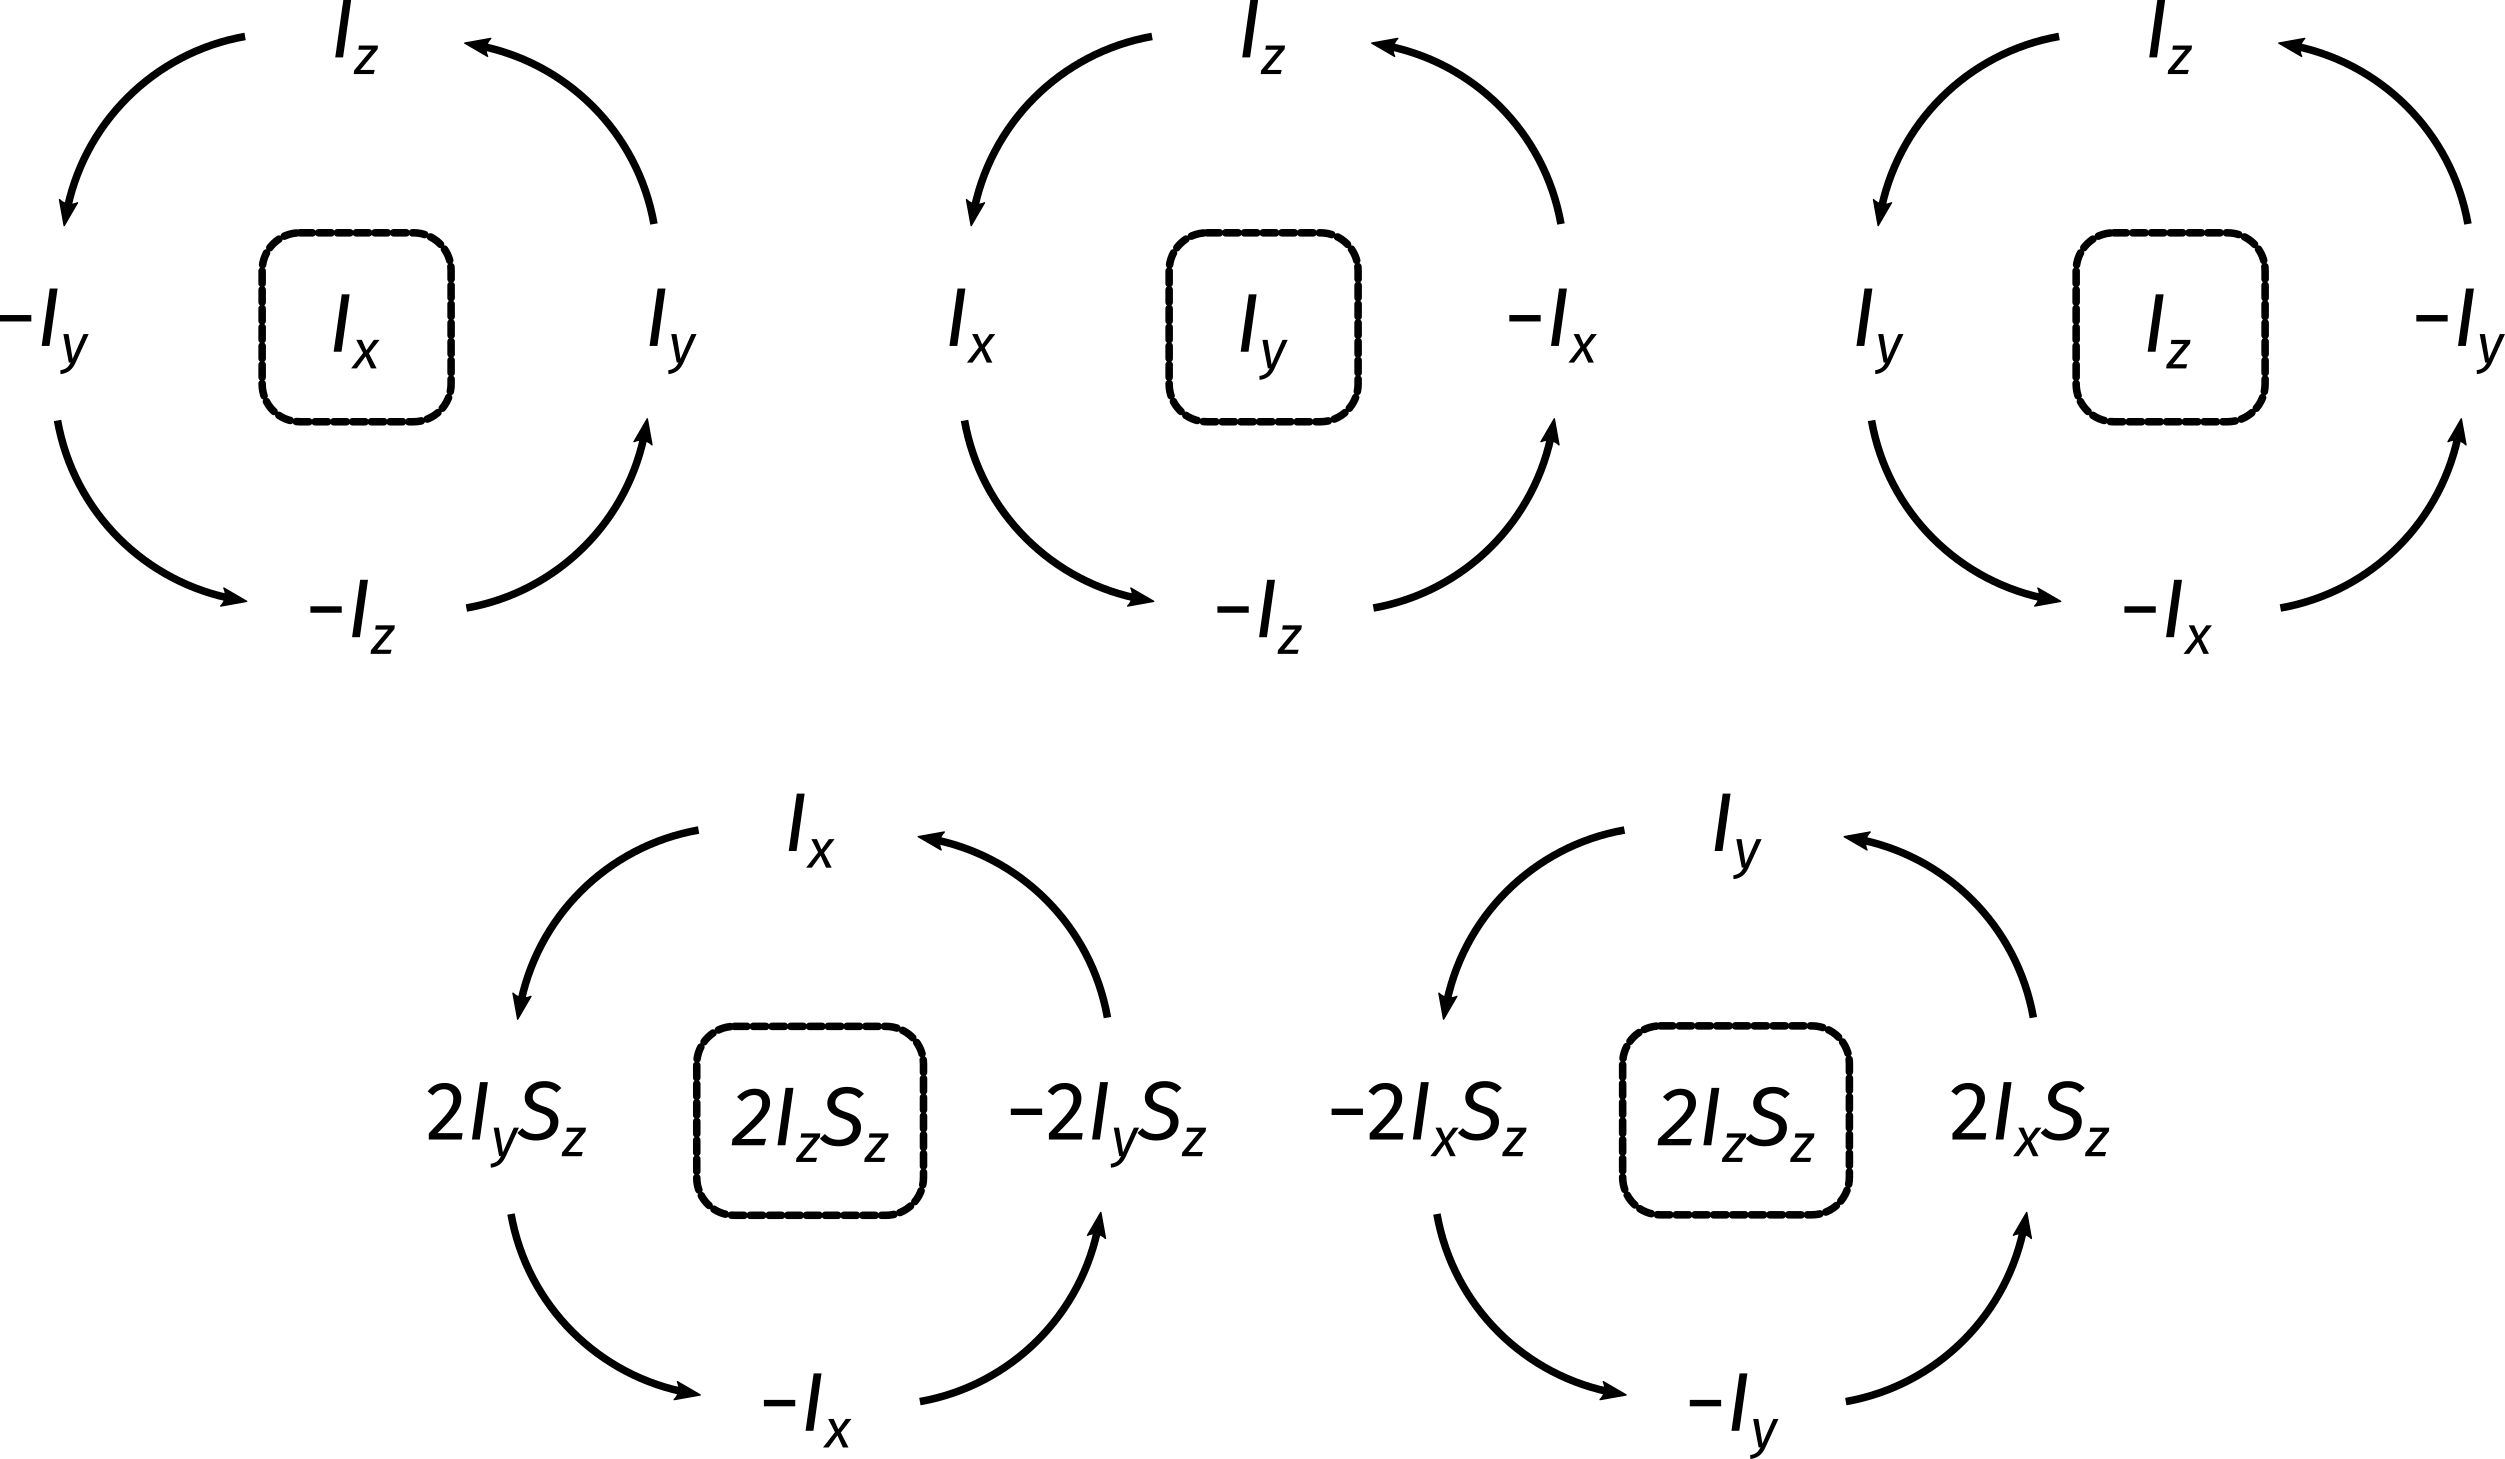 I_z I_z I_z
−I_y I_x I_y I_x I_y −I_x I_y I_z −I_y
−I_z −I_z −I_x
I_x I_y
2I_yS_z 2I_zS_z −2I_yS_z −2I_xS_z 2I_zS_z 2I_xS_z
−I_x −I_y